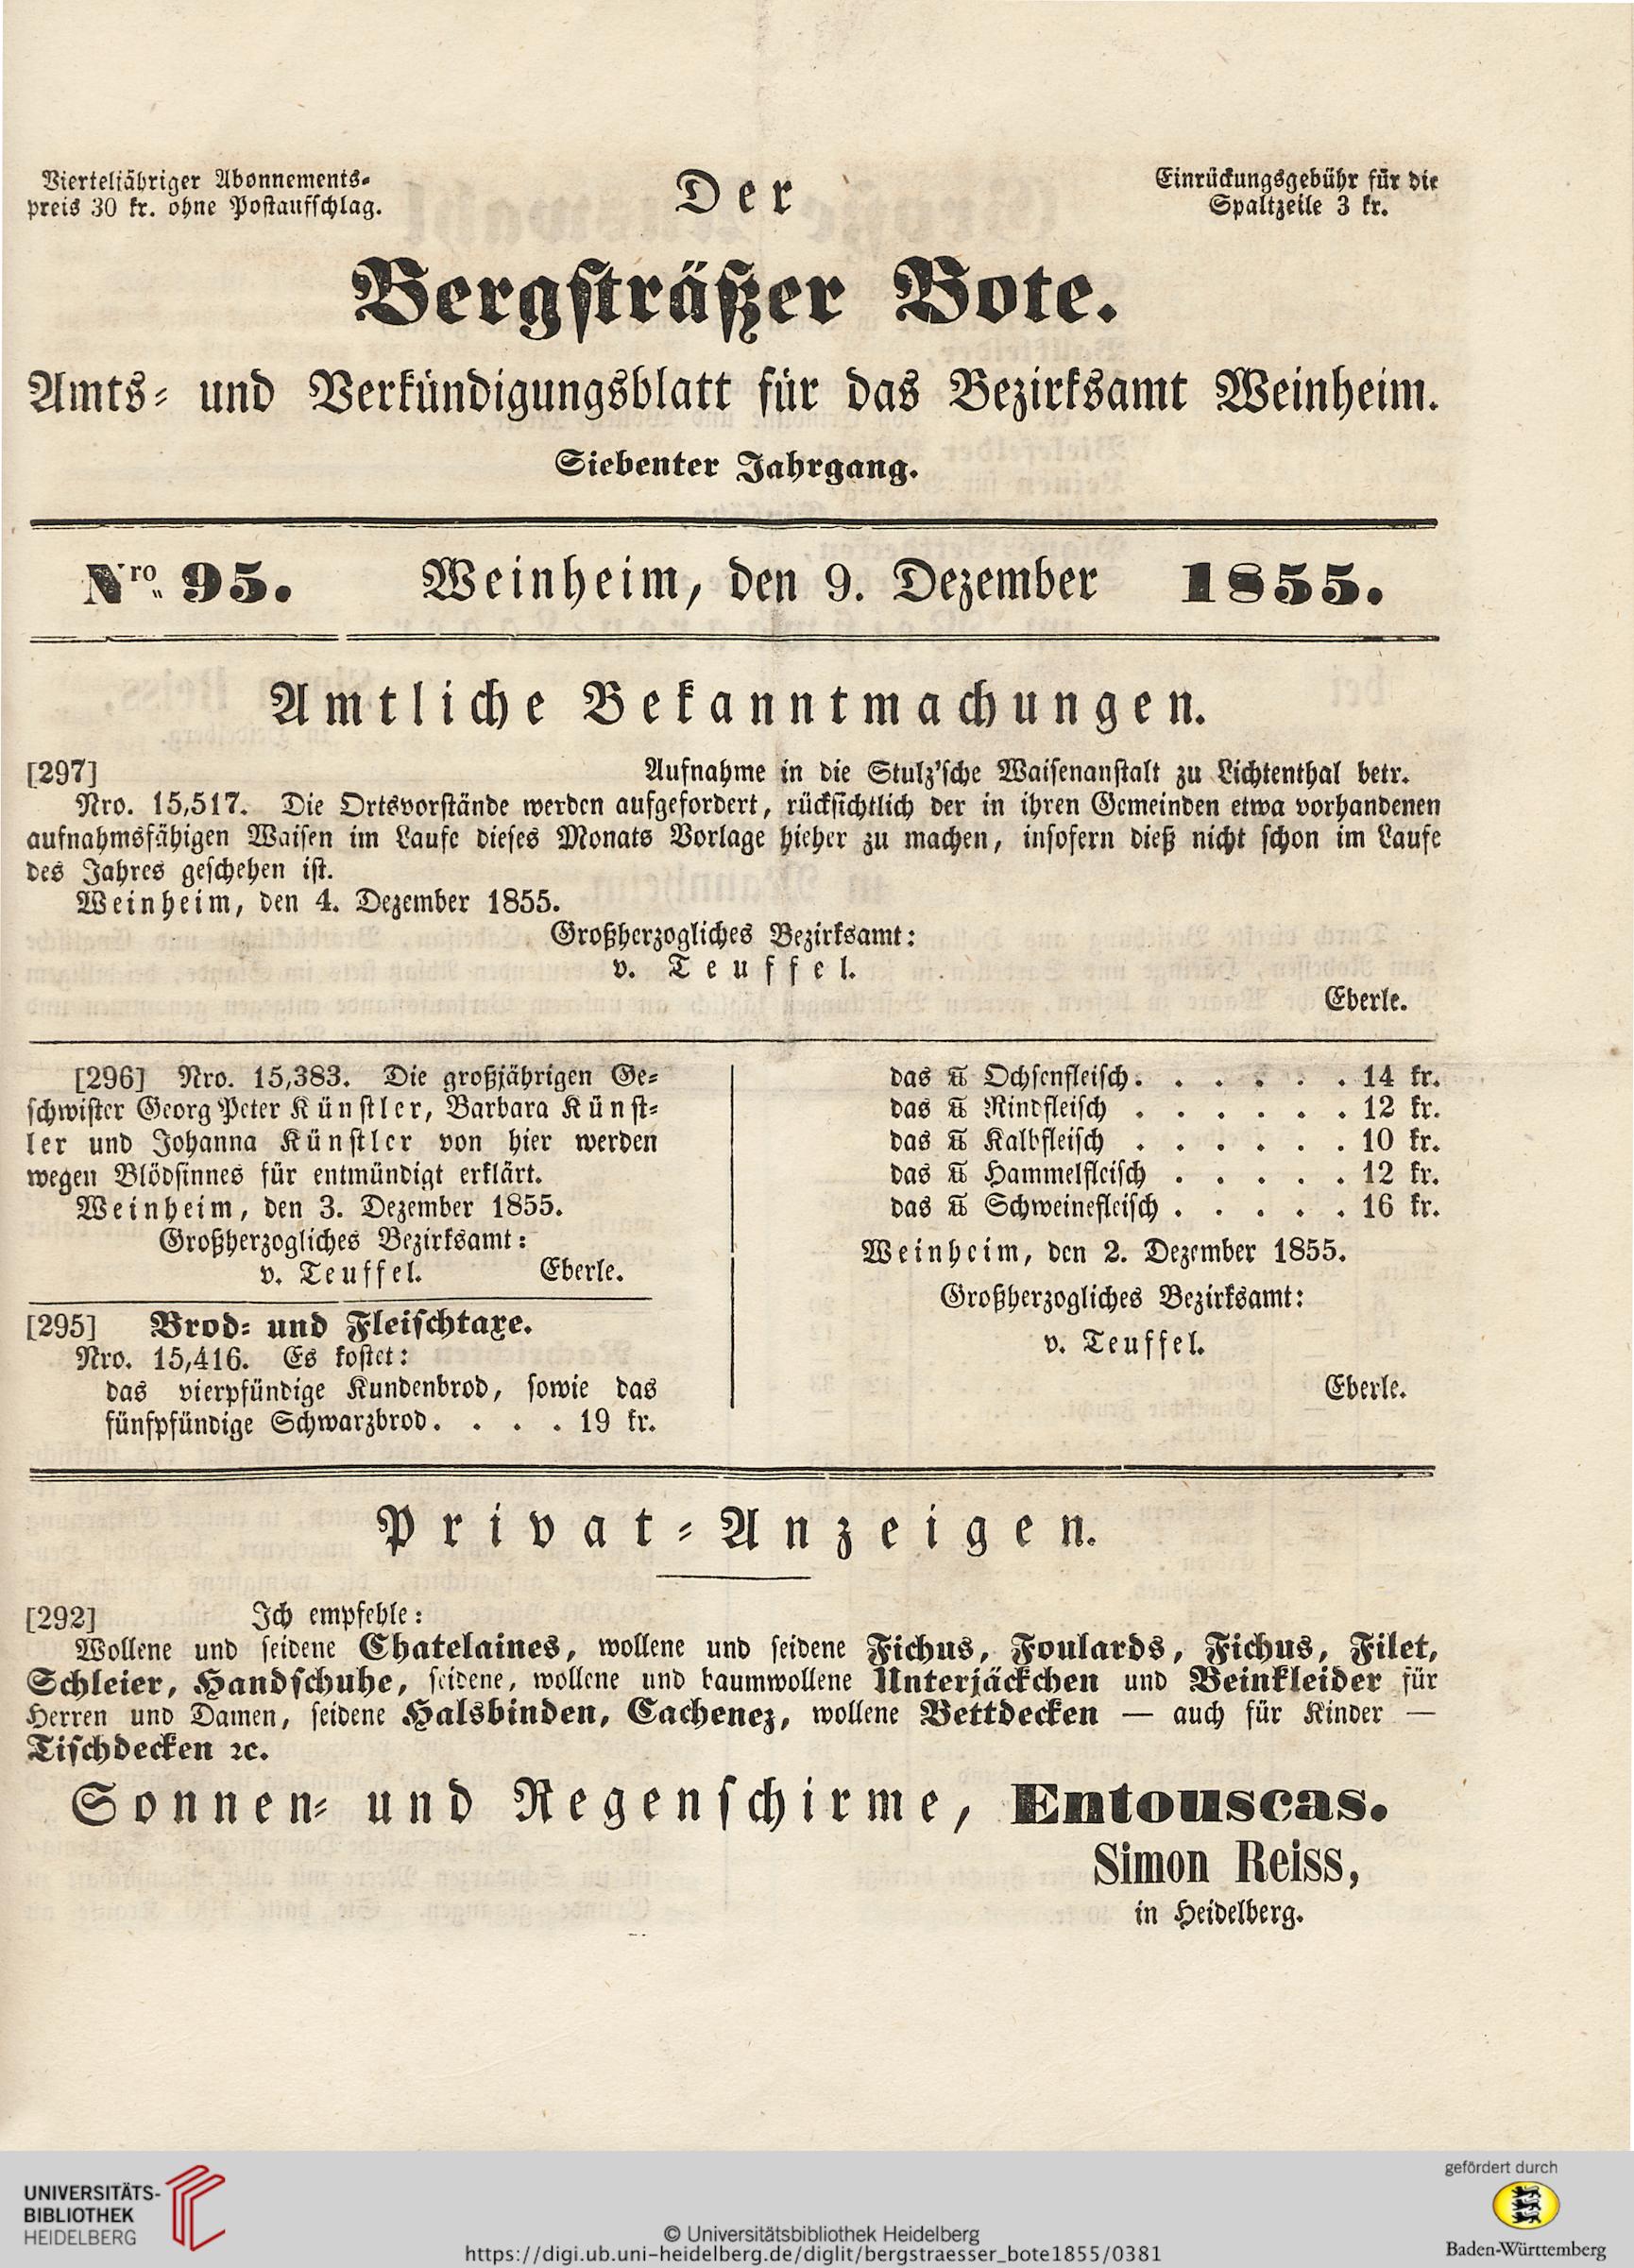 Vierteljähriger Abonnements-
preis 30 kr. ohne Postaufschlag.
Der
Einrückungsgebühr für die
Spaltzeile 3 kr.
Bergsträßer Bote.
Amts- und Verkündigungsblatt für das Bezirksamt Weinheim.
Siebenter Jahrgang.
Nro. 95. Weinheim, den 9. Dezember 1855.
Amtliche Bekanntmachungen.
[297] Aufnahme in die Stulz'sche Waisenanstalt zu Lichtenthal betr.
Nro. 15,517. Die Ortsvorstände werden aufgefordert, rücksichtlich der in ihren Gemeinden etwa vorhandenen
aufnahmsfähigen Waisen im Laufe dieses Monats Vorlage hieher zu machen, insofern dieß nicht schon im Laufe
des Jahres geschehen ist.
Weinheim, den 4. Dezember 1855.
Großherzogliches Bezirksamt:
v. Teuffel.
Eberle.
[296] Nro. 15,383. Die großjährigen Ge-
schwister Georg Peter Künstler, Barbara Künst-
ler und Johanna Künstler von hier werden
wegen Blödsinnes für entmündigt erklärt.
Weinheim, den 3. Dezember 1855.
Großherzogliches Bezirksamt:
v. Teuffel. Eberle.
[295] Brod- und Fleischtaxe.
Nro. 15,416. Es kostet:
das vierpfündige Kundenbrod, sowie das
fünfpfündige Schwarzbrod. . . . 19 kr.
das ℔ Ochsenfleisch. . . . . . 14 kr.
das ℔ Rindfleisch . . . . . . 12 kr.
das ℔ Kalbfleisch . . . . . . 10 kr.
das ℔ Hammelfleisch . . . . . 12 kr.
das ℔ Schweinefleisch . . . . . 16 kr.
Weinheim, den 2. Dezember 1855.
Großherzogliches Bezirksamt:
v. Teuffel.
Eberle.
Privat-Anzeigen.
[292] Ich empfehle:
Wollene und seidene Chatelaines, wollene und seidene Fichus, Foulards, Fichus, Filet,
Schleier, Handschuhe, seidene, wollene und baumwollene Unterjäckchen und Beinkleider für
Herren und Damen, seidene Halsbinden, Cachenez, wollene Bettdecken — auch für Kinder —
Tischdecken ꝛc.
Sonnen- und Regenschirme, Entouscas.
Simon Reiss,
in Heidelberg.
UNIVERSITÄTS-
BIBLIOTHEK
HEIDELBERG
© Universitätsbibliothek Heidelberg
https://digi.ub.uni-heidelberg.de/diglit/bergstraesser_bote1855/0381
gefördert durch
Baden-Württemberg